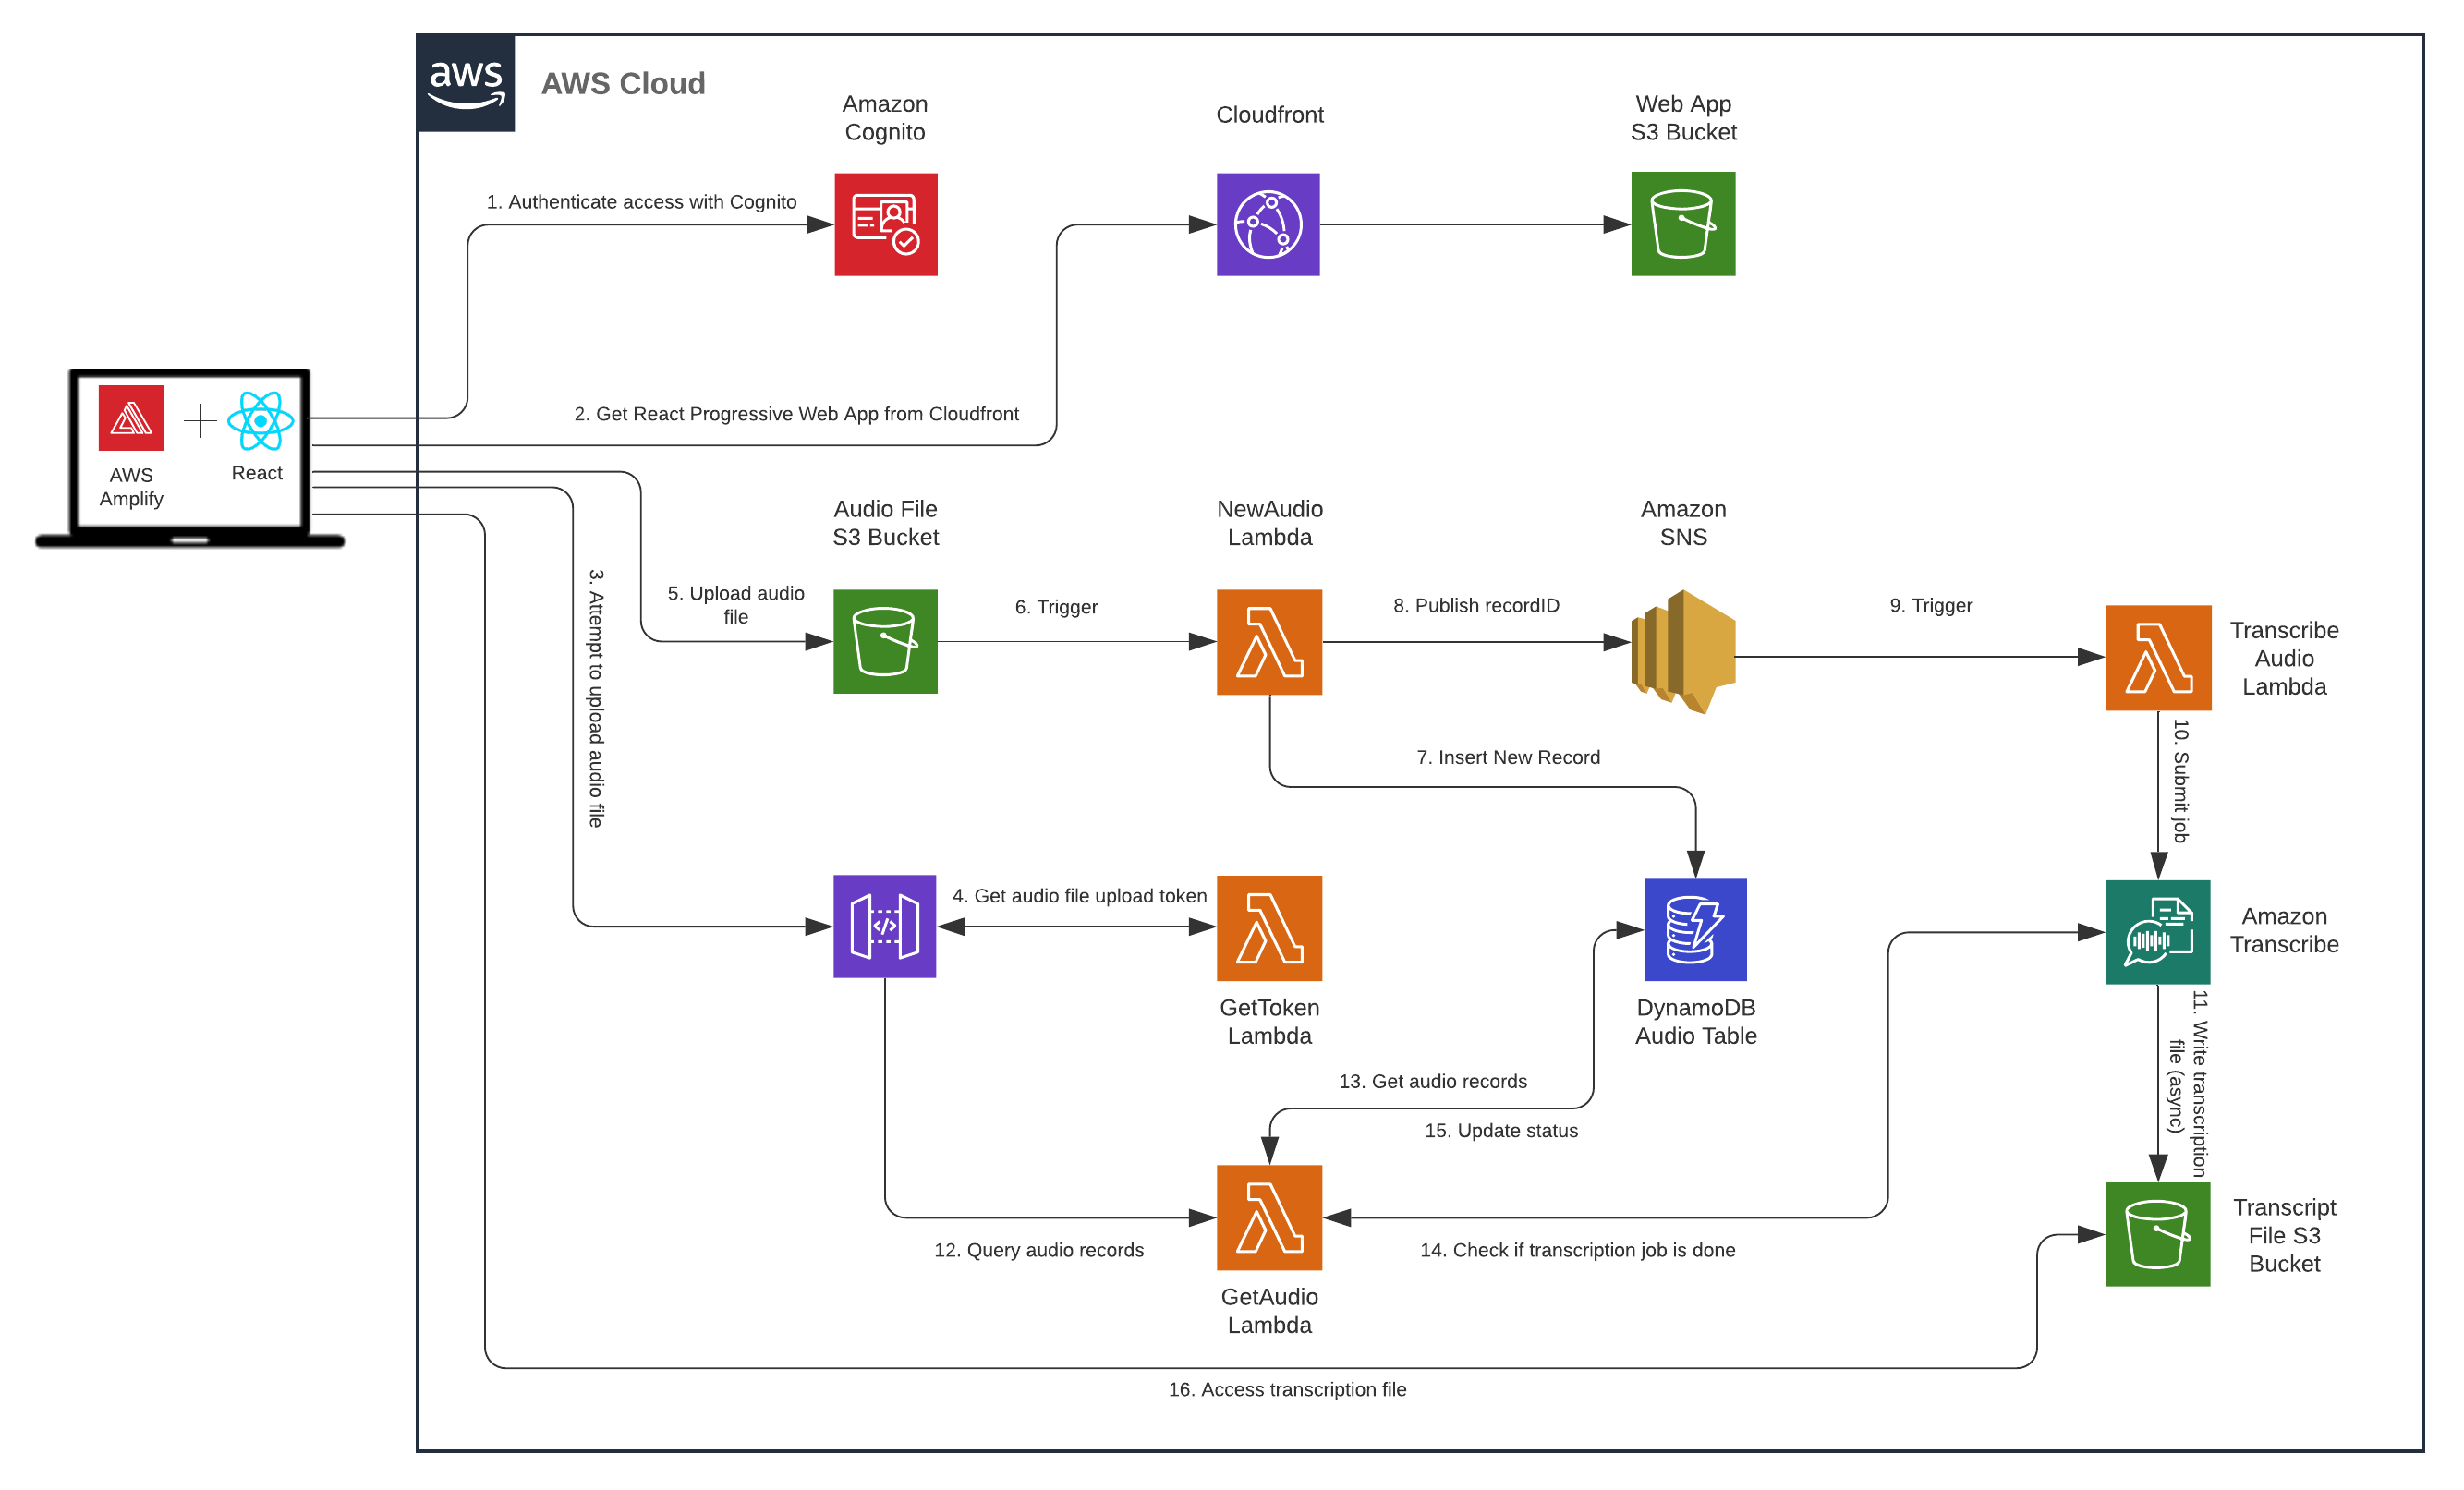 aws
AWS Cloud
Amazon
Cognito
Cloudfront
Web App
S3 Bucket
1. Authenticate access with Cognito
2. Get React Progressive Web App from Cloudfront
AWS
Amplify
React
Audio File
S3 Bucket
NewAudio
Lambda
Amazon
SNS
3. Attempt to upload audio file
5. Upload audio
file
6. Trigger
8. Publish recordID
9. Trigger
Transcribe
Audio
Lambda
7. Insert New Record
10. Submit job
4. Get audio file upload token
GetToken
Lambda
DynamoDB
Audio Table
Amazon
Transcribe
11. Write transcription
file (async)
13. Get audio records
15. Update status
12. Query audio records
14. Check if transcription job is done
GetAudio
Lambda
Transcript
File S3
Bucket
16. Access transcription file